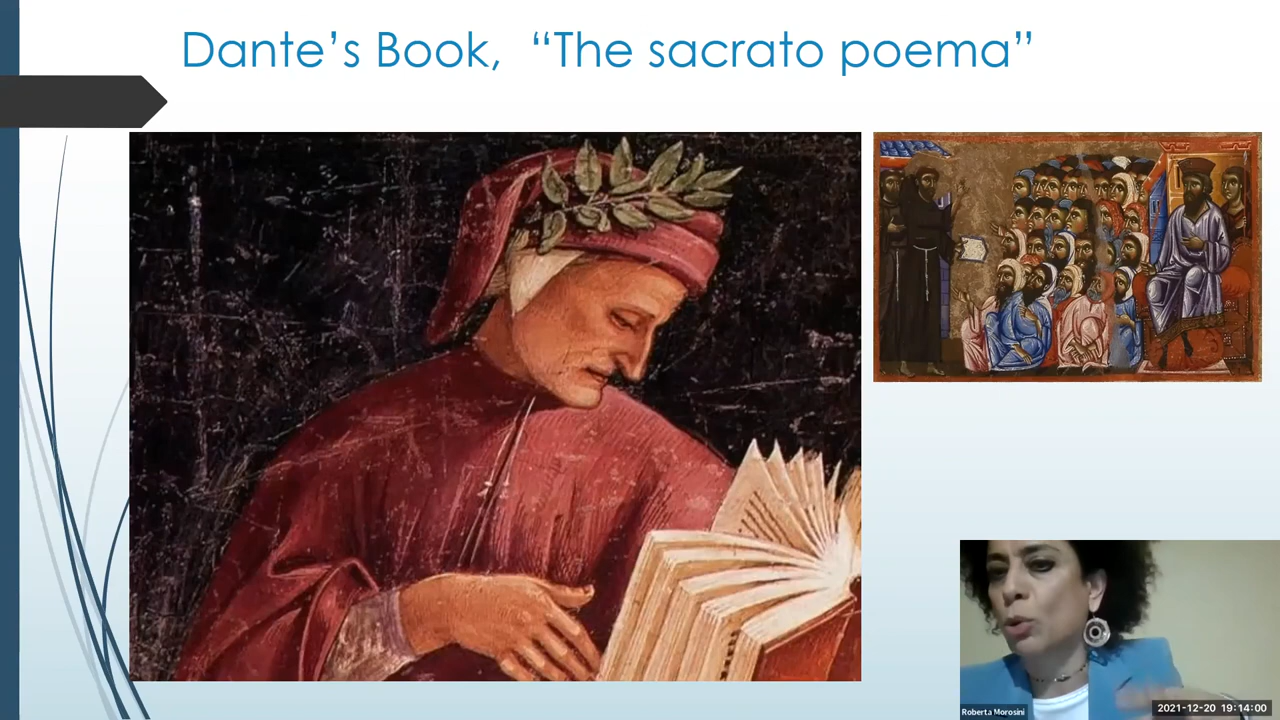 Dante’s Book, “The sacrato poema”
Roberta Morosini
2021-12-20 19:14:00